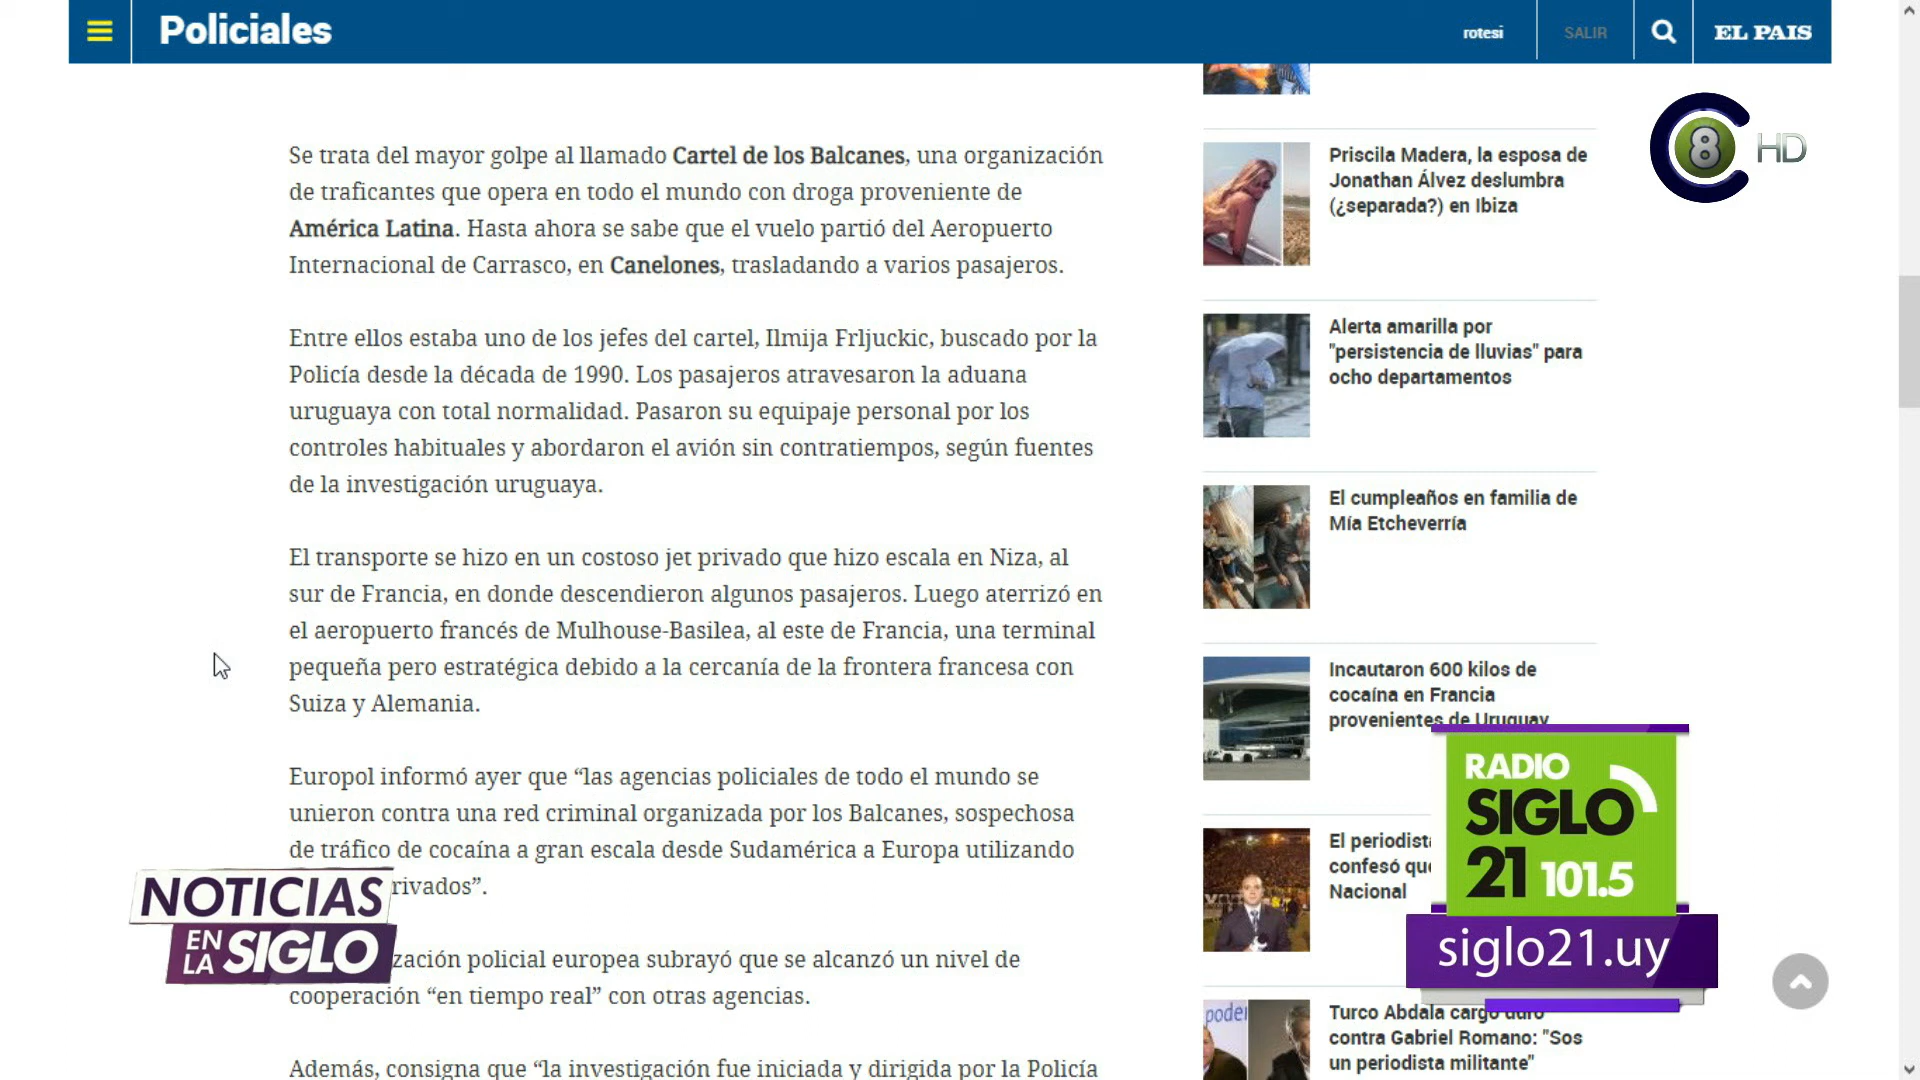 Policiales
rotesi
SALIR
EL PAIS
Se trata del mayor golpe al llamado Cartel de los Balcanes, una organización
de traficantes que opera en todo el mundo con droga proveniente de
América Latina. Hasta ahora se sabe que el vuelo partió del Aeropuerto
Internacional de Carrasco, en Canelones, trasladando a varios pasajeros.
Entre ellos estaba uno de los jefes del cartel, Ilmija Frljuckic, buscado por la
Policía desde la década de 1990. Los pasajeros atravesaron la aduana
uruguaya con total normalidad. Pasaron su equipaje personal por los
controles habituales y abordaron el avión sin contratiempos, según fuentes
de la investigación uruguaya.
El transporte se hizo en un costoso jet privado que hizo escala en Niza, al
sur de Francia, en donde descendieron algunos pasajeros. Luego aterrizó en
el aeropuerto francés de Mulhouse-Basilea, al este de Francia, una terminal
pequeña pero estratégica debido a la cercanía de la frontera francesa con
Suiza y Alemania.
Europol informó ayer que “las agencias policiales de todo el mundo se
unieron contra una red criminal organizada por los Balcanes, sospechosa
de tráfico de cocaína a gran escala desde Sudamérica a Europa utilizando
rivados”.
zación policial europea subrayó que se alcanzó un nivel de
cooperación “en tiempo real” con otras agencias.
Además, consigna que “la investigación fue iniciada y dirigida por la Policía
8 HD
Priscila Madera, la esposa de
Jonathan Álvez deslumbra
(¿separada?) en Ibiza
Alerta amarilla por
"persistencia de lluvias" para
ocho departamentos
El cumpleaños en familia de
Mía Etcheverría
Incautaron 600 kilos de
cocaína en Francia
provenientes de Uruguay
El periodist
confesó qu
Nacional
poder
Turco Abdala cargó duro
contra Gabriel Romano: "Sos
un periodista militante"
NOTICIAS
EN LA SIGLO
RADIO
SIGLO
21 101.5
siglo21.uy